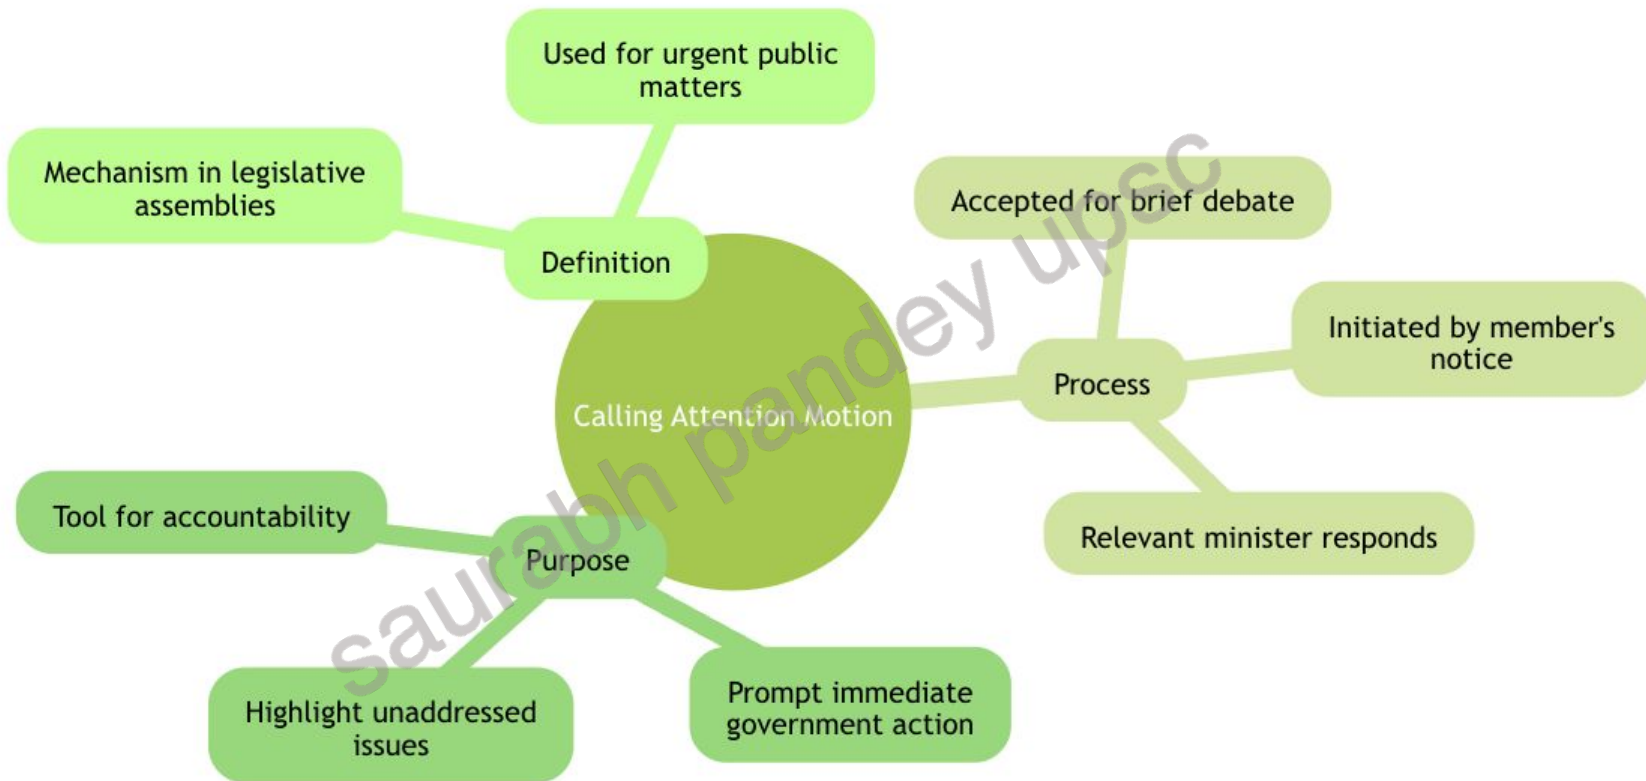 Used for urgent public
matters
Mechanism in legislative
assemblies
Definition
Accepted for brief debate
Initiated by member's
notice
Process
Calling Attention Motion
Relevant minister responds
Tool for accountability
Purpose
Highlight unaddressed
issues
Prompt immediate
government action
saurabh pandey upsc